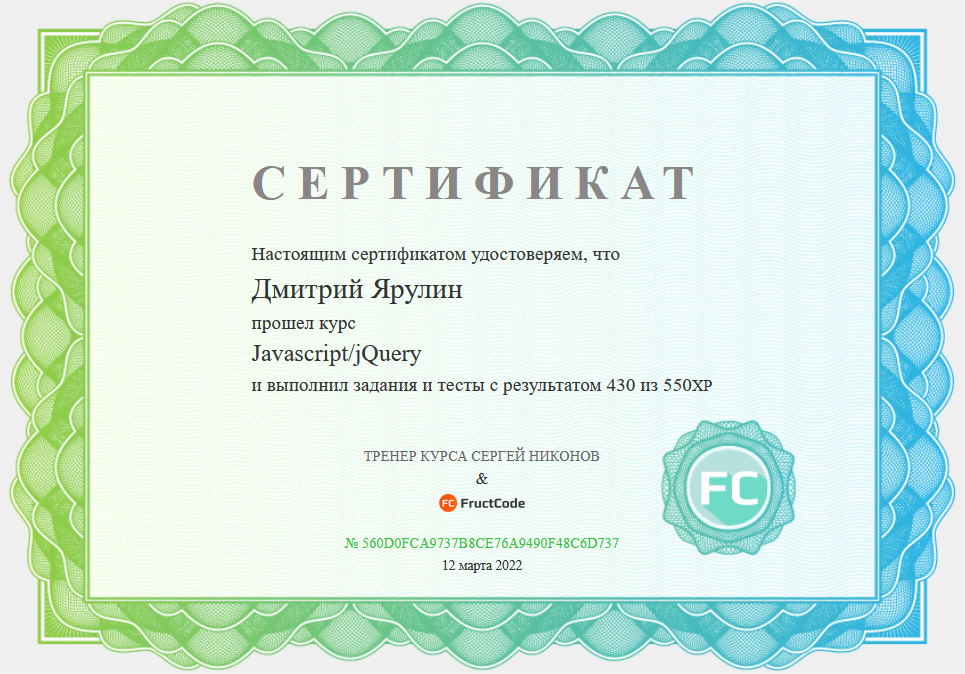 СЕРТИФИКАТ
Настоящим сертификатом удостоверяем, что
Дмитрий Ярулин
прошел курс
Javascript/jQuery
и выполнил задания и тесты с результатом 430 из 550XP
ТРЕНЕР КУРСА СЕРГЕЙ НИКОНОВ
&
FC FructCode
FC
№ 560D0FCA9737B8CE76A9490F48C6D737
12 марта 2022